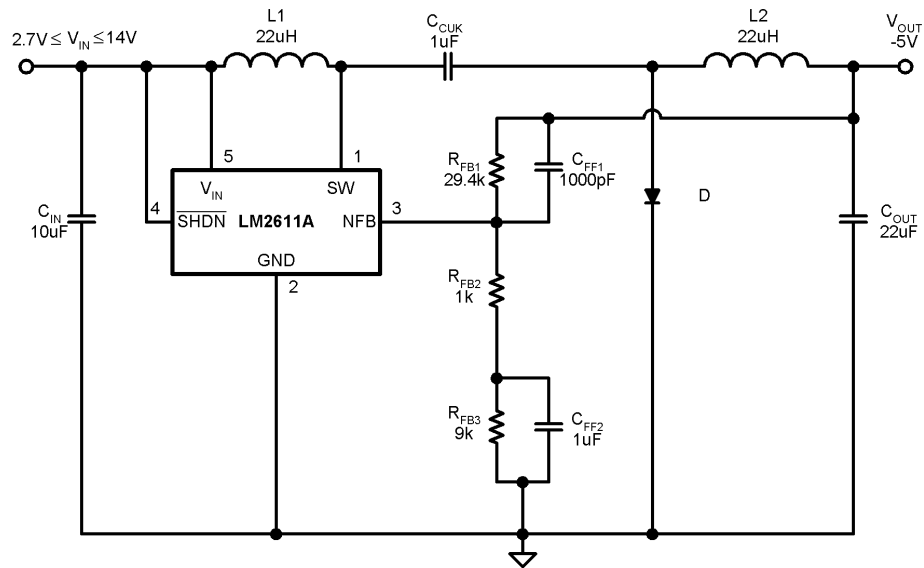 2.7V ≤ VIN ≤ 14V
L1
22uH
CCUK
1uF
L2
22uH
VOUT
-5V
5
1
VIN
SW
4
SHDN
LM2611A
NFB
3
GND
2
CIN
10uF
RFB1
29.4k
CFF1
1000pF
D
COUT
22uF
RFB2
1k
RFB3
9k
CFF2
1uF